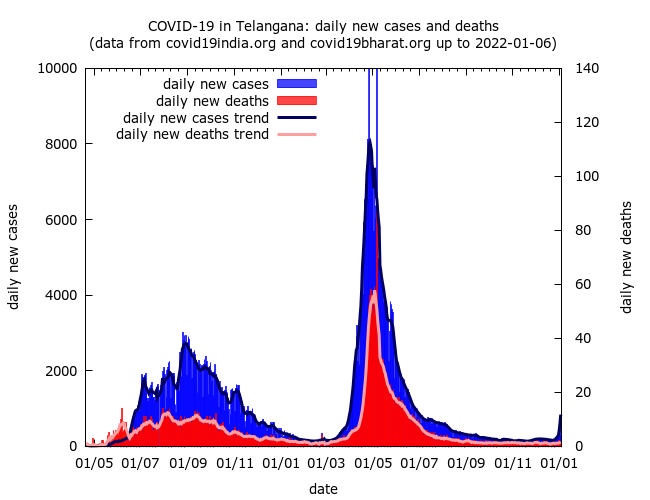 COVID-19 in Telangana: daily new cases and deaths
(data from covid19india.org and covid19bharat.org up to 2022-01-06)
daily new cases
daily new deaths
daily new cases trend
daily new deaths trend
10000
8000
6000
4000
2000
0
140
120
100
80
60
40
20
0
daily new cases
daily new deaths
01/05 01/07 01/09 01/11 01/01 01/03 01/05 01/07 01/09 01/11 01/01
date